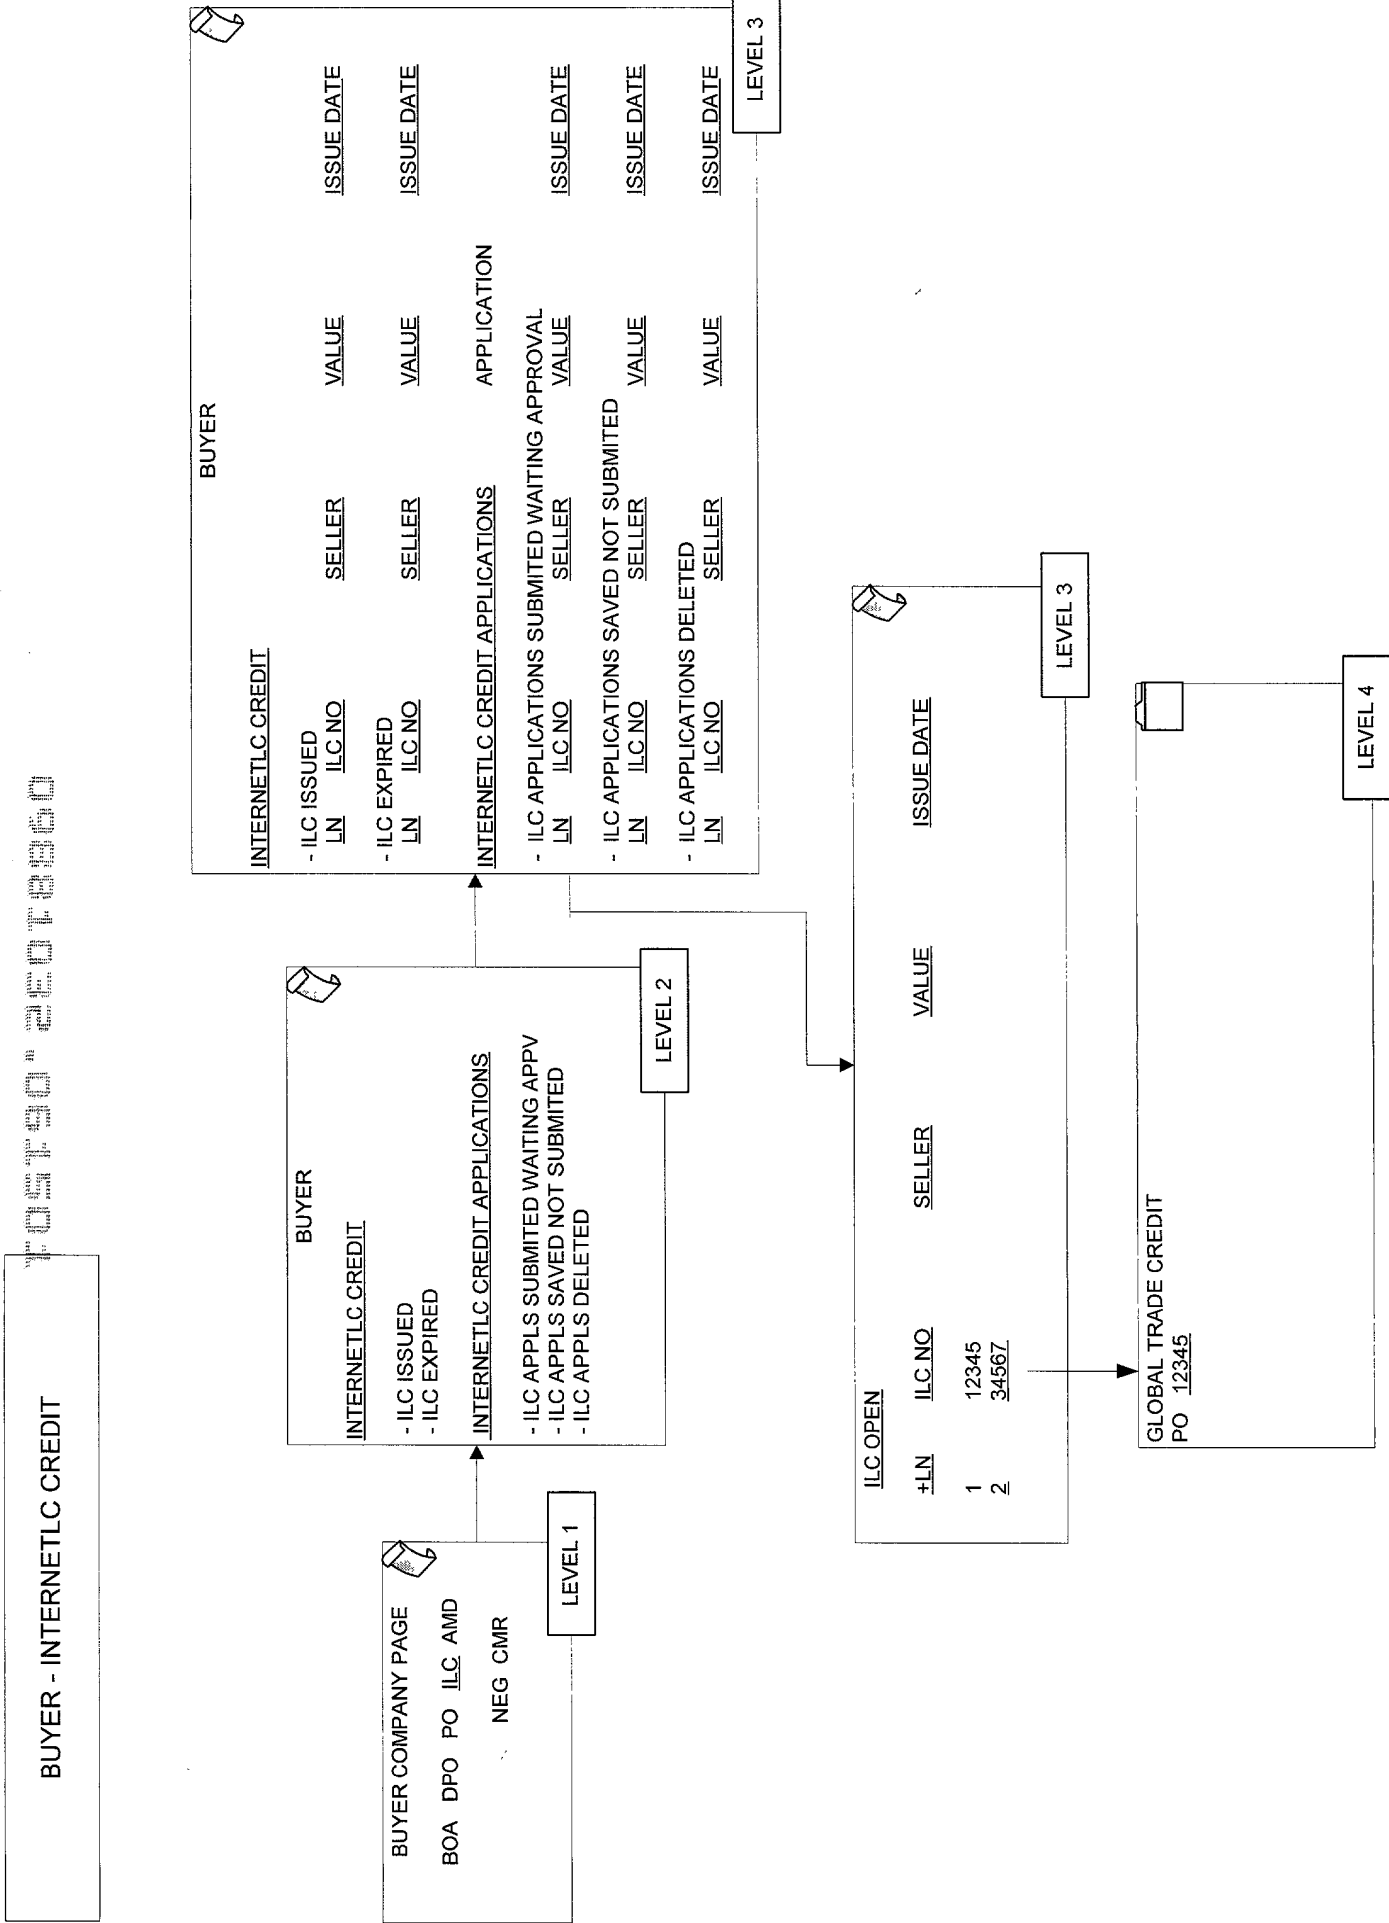 BUYER - INTERNETLC CREDIT
BUYER COMPANY PAGE
BOA DPO PO ILC AMD
NEG CMR
LEVEL 1
BUYER
INTERNETLC CREDIT
- ILC ISSUED
- ILC EXPIRED
INTERNETLC CREDIT APPLICATIONS
- ILC APPLS SUBMITED WAITING APPV
- ILC APPLS SAVED NOT SUBMITED
- ILC APPLS DELETED
LEVEL 2
BUYER
INTERNETLC CREDIT
- ILC ISSUED
LN ILC NO SELLER VALUE ISSUE DATE
- ILC EXPIRED
LN ILC NO SELLER VALUE ISSUE DATE
INTERNETLC CREDIT APPLICATIONS APPLICATION
- ILC APPLICATIONS SUBMITED WAITING APPROVAL
LN ILC NO SELLER VALUE ISSUE DATE
- ILC APPLICATIONS SAVED NOT SUBMITED
LN ILC NO SELLER VALUE ISSUE DATE
- ILC APPLICATIONS DELETED
LN ILC NO SELLER VALUE ISSUE DATE
LEVEL 3
ILC OPEN
+LN ILC NO SELLER VALUE ISSUE DATE
1 12345
2 34567
LEVEL 3
GLOBAL TRADE CREDIT
PO 12345
LEVEL 4